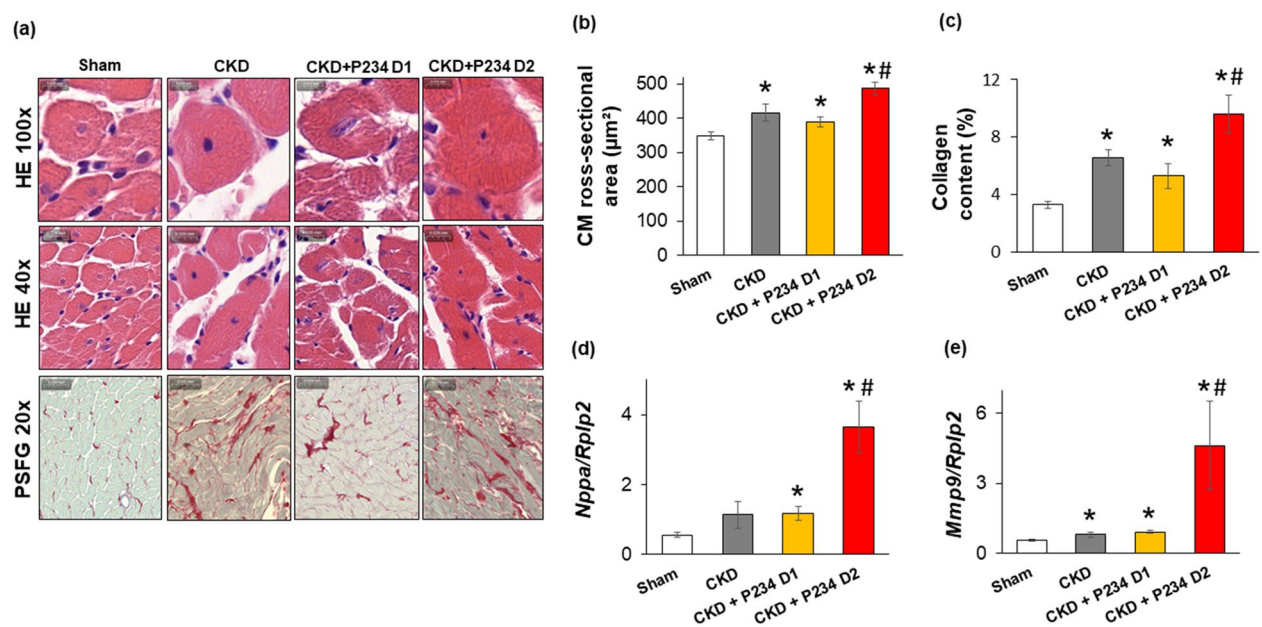 (a)
Sham
CKD
CKD+P234 D1
CKD+P234 D2
HE 100x
HE 40x
PSFG 20x
(b)
CM ross-sectional
area (µm²)
500
400
300
200
100
0
*
*
*#
Sham
CKD
CKD + P234 D1
CKD + P234 D2
(c)
Collagen
content (%)
12
8
4
0
*
*
*#
Sham
CKD
CKD + P234 D1
CKD + P234 D2
(d)
Nppa/Rplp2
4
2
0
*
*#
Sham
CKD
CKD + P234 D1
CKD + P234 D2
(e)
Mmp9/Rplp2
6
3
0
*
*
*#
Sham
CKD
CKD + P234 D1
CKD + P234 D2